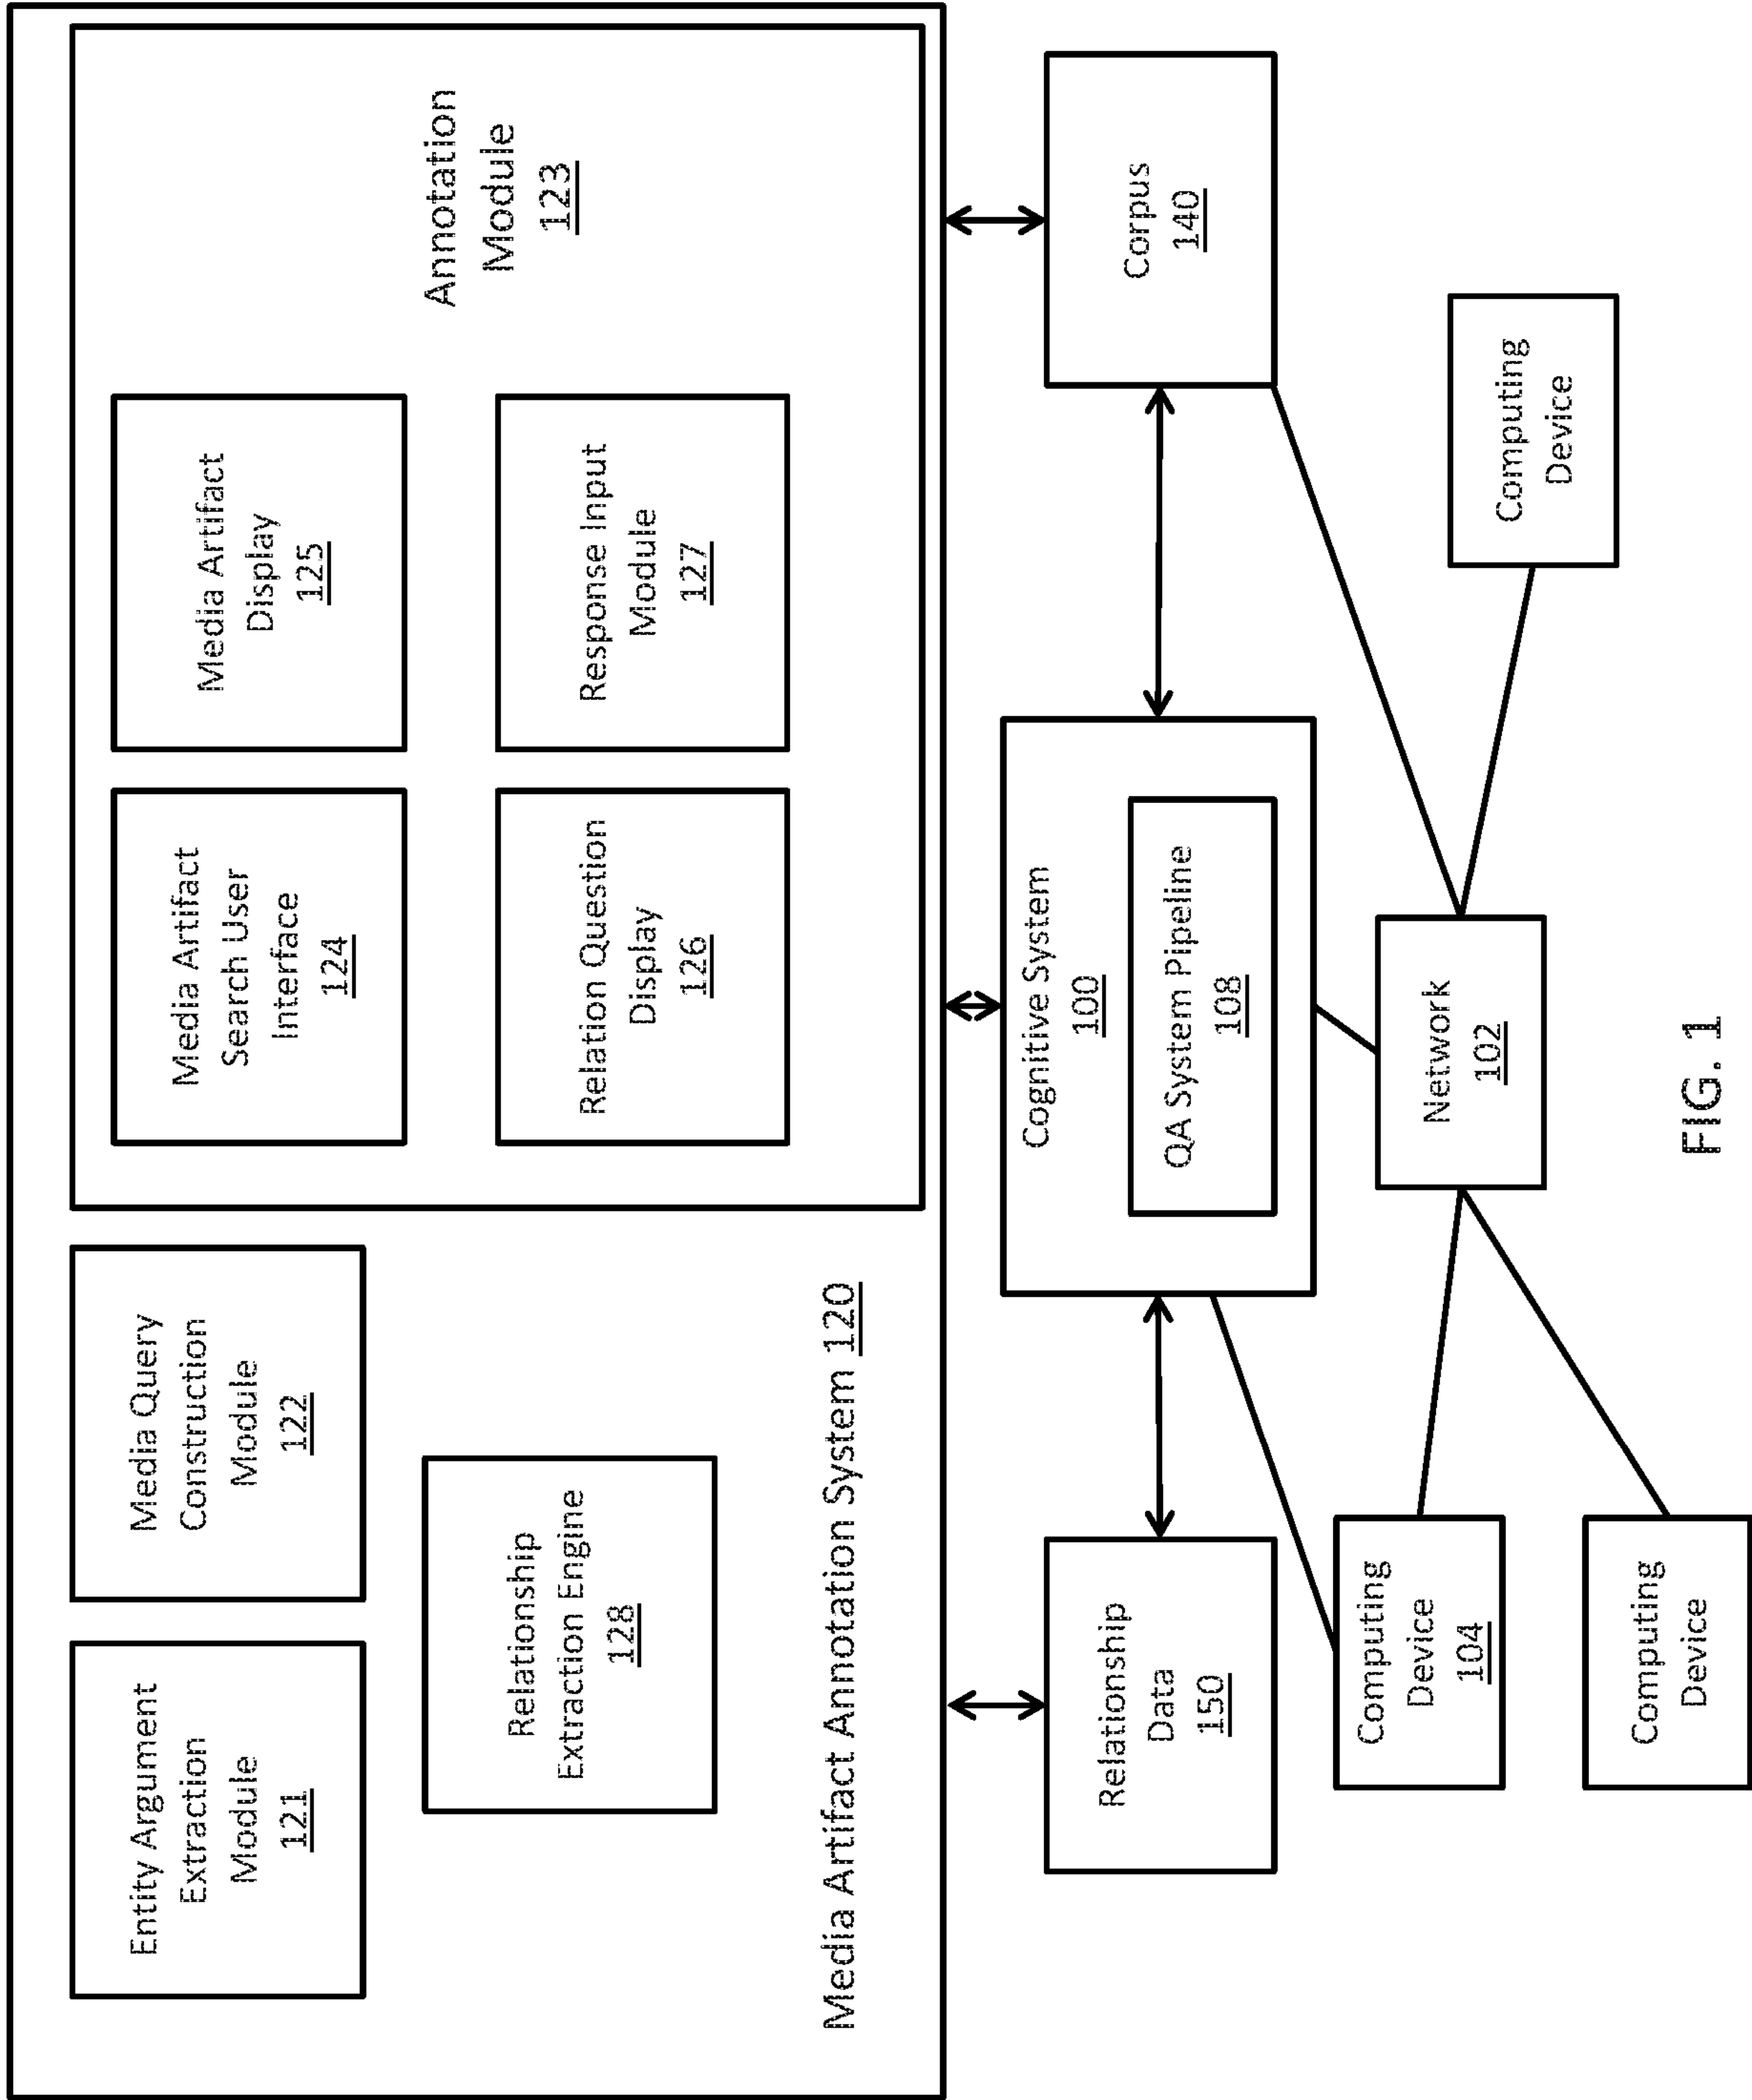 Entity Argument
Extraction
Module
121
Media Query
Construction
Module
122
Relationship
Extraction Engine
128
Media Artifact Annotation System 120
Media Artifact
Search User
Interface
124
Media Artifact
Display
125
Relation Question
Display
126
Response Input
Module
127
Annotation
Module
123
Relationship
Data
150
Cognitive System
100
QA System Pipeline
108
Corpus
140
Computing
Device
104
Network
102
Computing
Device
Computing
Device
FIG. 1